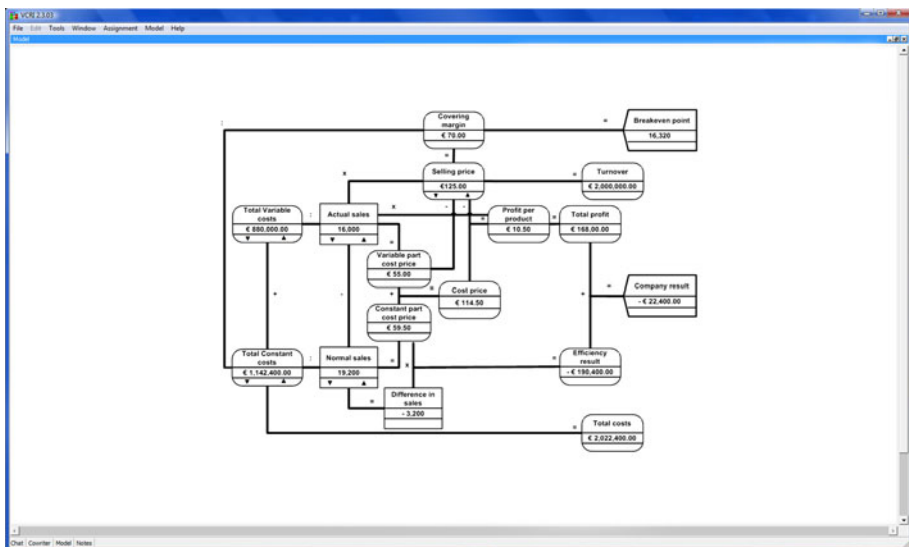 VCRI 2.3.03
File Edit Tools Window Assignment Model Help
Model
Covering
margin
€ 70.00
:
=
Breakeven point
16,320
=
Selling price
€125.00
x
=
Turnover
€ 2,000,000.00
- -
Total Variable
costs
€ 880,000.00
:
Actual sales
16,000
x
=
Profit per
product
€ 10.50
=
Total profit
€ 168,00.00
=
Variable part
cost price
€ 55.00
+
-
+
=
Cost price
€ 114.50
+
=
Company result
- € 22,400.00
Constant part
cost price
€ 59.50
Total Constant
costs
€ 1,142,400.00
:
Normal sales
19,200
=
x
=
Efficiency
result
- € 190,400.00
=
Difference in
sales
- 3,200
=
Total costs
€ 2,022,400.00
Chat Cowriter Model Notes